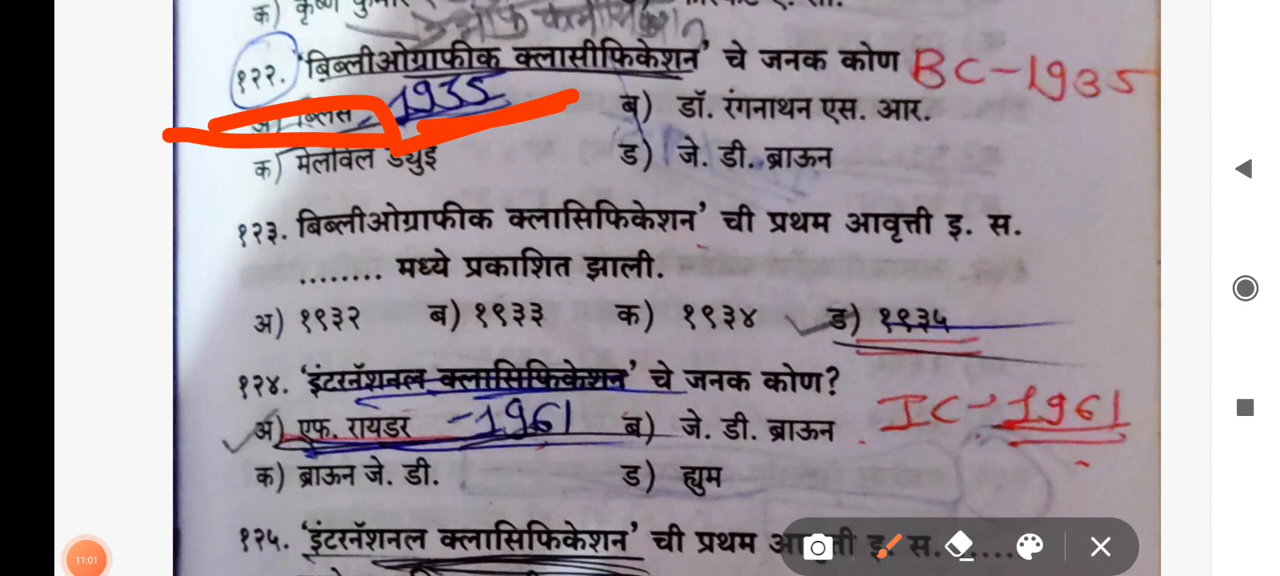 क) कृष्ण कुमार
१२२. 'बिब्लीओग्राफीक क्लासीफिकेशन' चे जनक कोण BC-1935
अ) ब्लिस 1935 ब) डॉ. रंगनाथन एस. आर.
क) मेलविल ड्युई ड) जे. डी. ब्राऊन
१२३. बिब्लीओग्राफीक क्लासिफिकेशन' ची प्रथम आवृत्ती इ. स.
........ मध्ये प्रकाशित झाली.
अ) १९३२ ब) १९३३ क) १९३४ ड) १९३५
१२४. 'इंटरनॅशनल क्लासिफिकेशन' चे जनक कोण?
अ) एफ. रायडर -1961 ब) जे. डी. ब्राऊन IC-1961
क) ब्राऊन जे. डी. ड) ह्युम
१२५. 'इंटरनॅशनल क्लासिफिकेशन' ची प्रथम आवृत्ती इ. स. ....
11:01